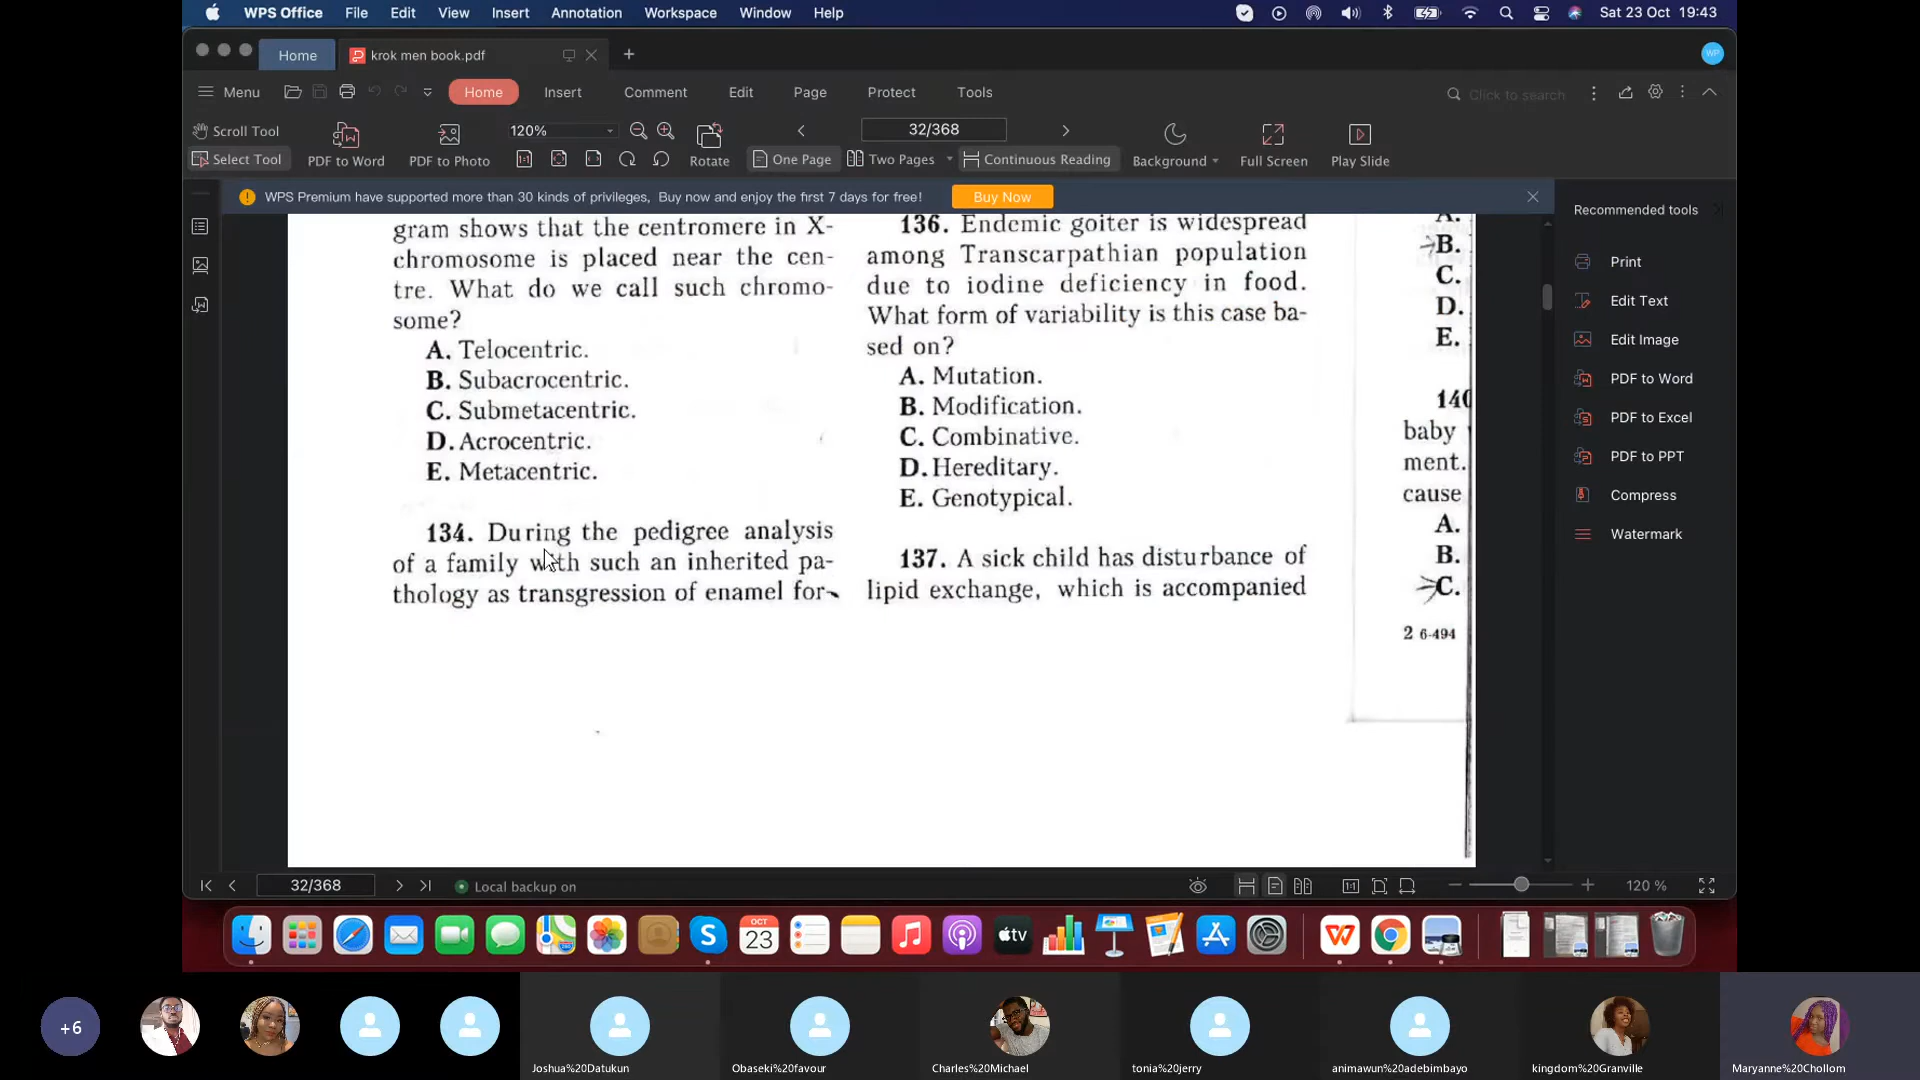 WPS Office File Edit View Insert Annotation Workspace Window Help
Sat 23 Oct 19:43
Home
krok men book.pdf
WP
Menu
Home
Insert
Comment
Edit
Page
Protect
Tools
Click to search
Scroll Tool
Select Tool
PDF to Word
PDF to Photo
120%
Rotate
32/368
One Page
Two Pages
Continuous Reading
Background
Full Screen
Play Slide
WPS Premium have supported more than 30 kinds of privileges, Buy now and enjoy the first 7 days for free!
Buy Now
gram shows that the centromere in X-
chromosome is placed near the cen-
tre. What do we call such chromo-
some?
A. Telocentric.
B. Subacrocentric.
C. Submetacentric.
D. Acrocentric.
E. Metacentric.
134. During the pedigree analysis
of a family with such an inherited pa-
thology as transgression of enamel for-
136. Endemic goiter is widespread
among Transcarpathian population
due to iodine deficiency in food.
What form of variability is this case ba-
sed on?
A. Mutation.
B. Modification.
C. Combinative.
D. Hereditary.
E. Genotypical.
137. A sick child has disturbance of
lipid exchange, which is accompanied
A.
B.
C.
D.
E.
140
baby
ment.
cause
A.
B.
C.
2 6-494
Recommended tools
Print
Edit Text
Edit Image
PDF to Word
PDF to Excel
PDF to PPT
Compress
Watermark
32/368
Local backup on
120 %
OCT
23
tv
+6
Joshua%20Datukun
Obaseki%20favour
Charles%20Michael
tonia%20jerry
animawun%20adebimbayo
kingdom%20Granville
Maryanne%20Chollom